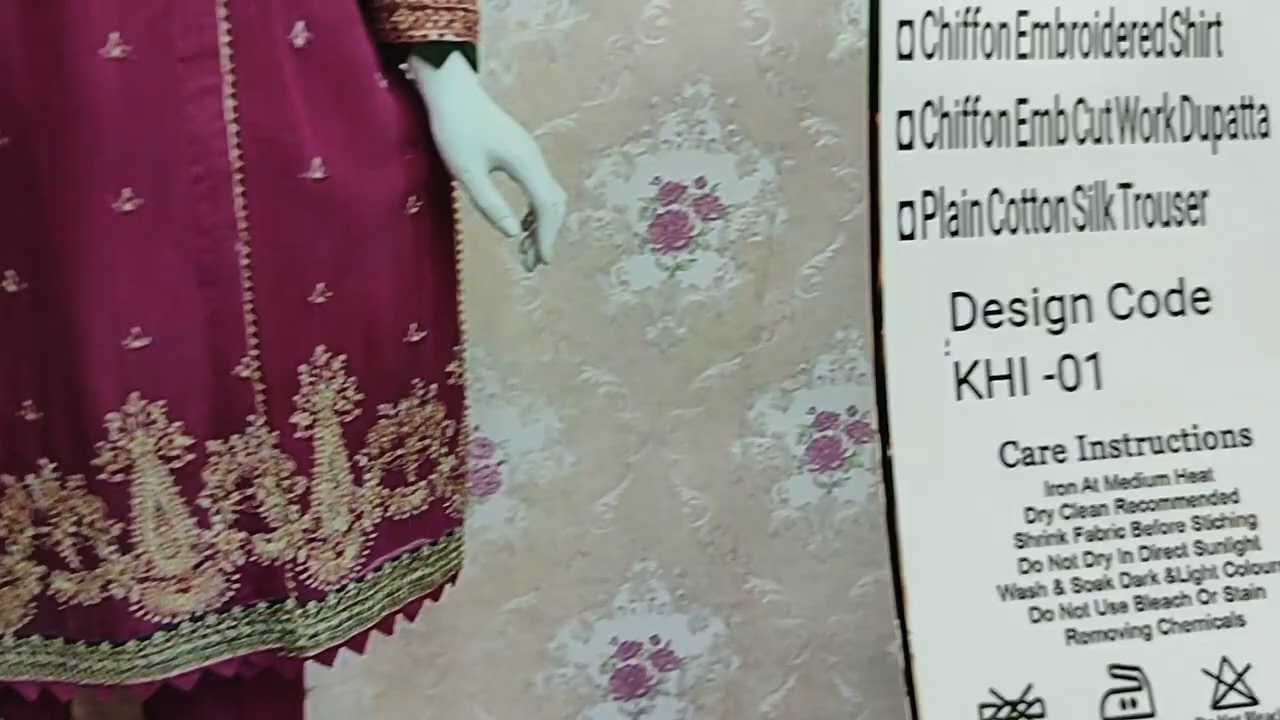 Chiffon Embroidered Shirt
Chiffon Emb Cut Work Dupatta
Plain Cotton Silk Trouser
Design Code
:
KHI -01
Care Instructions
Iron At Medium Heat
Dry Clean Recommended
Shrink Fabric Before Stiching
Do Not Dry In Direct Sunlight
Wash & Soak Dark &Light Colour
Do Not Use Bleach Or Stain
Removing Chemicals